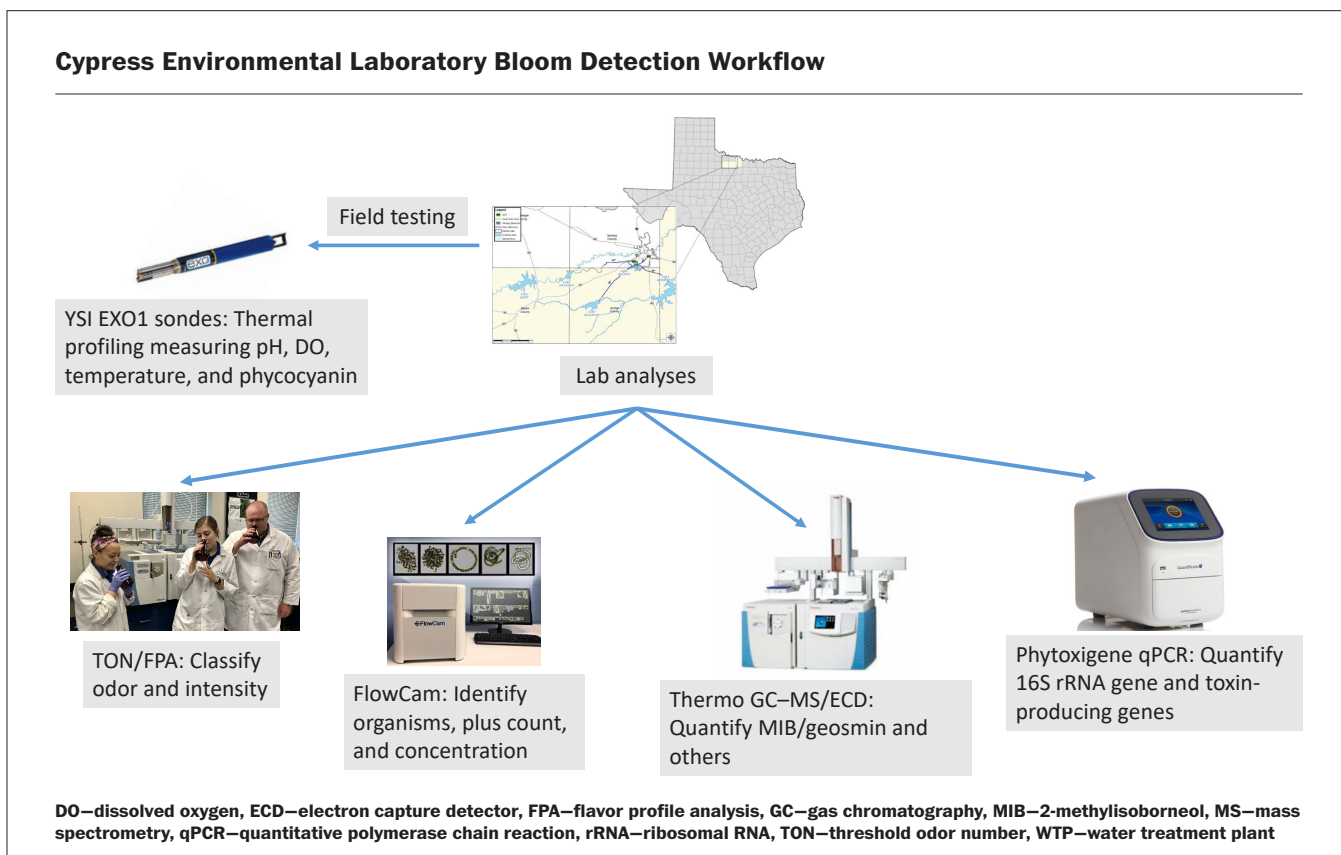 Cypress Environmental Laboratory Bloom Detection Workflow
Field testing
exo
Legend
YSI EXO1 sondes: Thermal
profiling measuring pH, DO,
temperature, and phycocyanin
Lab analyses
FlowCam
QuantStudio
TON/FPA: Classify
odor and intensity
FlowCam: Identify
organisms, plus count,
and concentration
Thermo GC–MS/ECD:
Quantify MIB/geosmin and
others
Phytoxigene qPCR: Quantify
16S rRNA gene and toxin-
producing genes
DO—dissolved oxygen, ECD—electron capture detector, FPA—flavor profile analysis, GC—gas chromatography, MIB—2-methylisoborneol, MS—mass
spectrometry, qPCR—quantitative polymerase chain reaction, rRNA—ribosomal RNA, TON—threshold odor number, WTP—water treatment plant